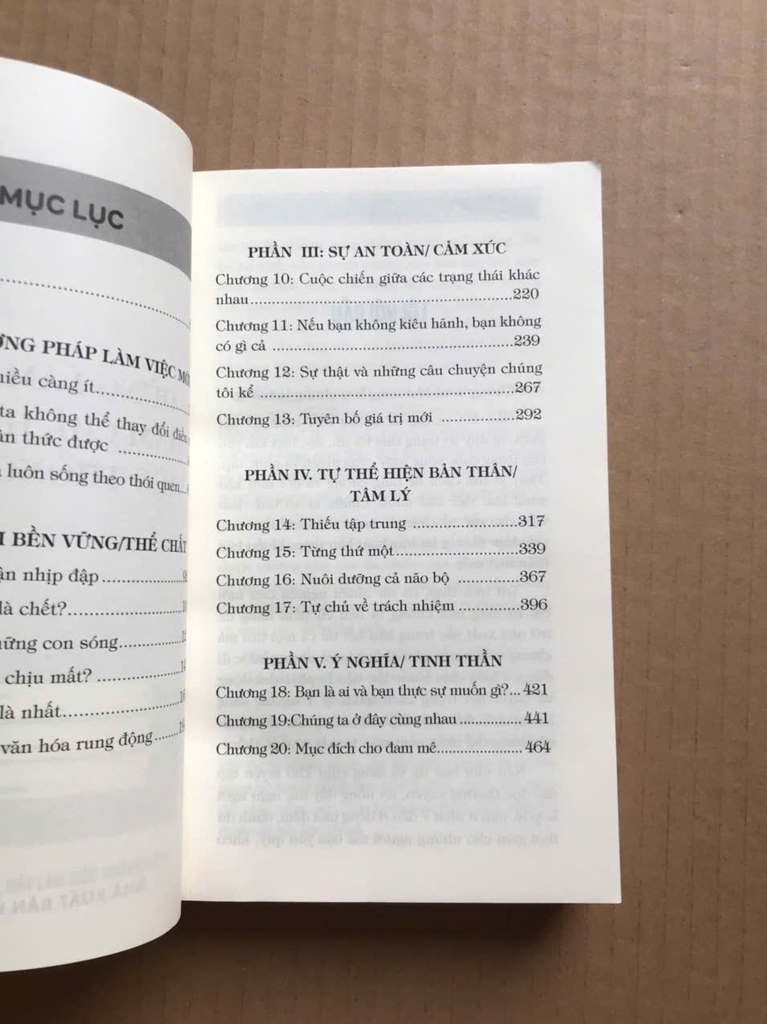 MỤC LỤC
PHÁP LÀM VIỆC
càng ít
ta không thể thay đổi
thức được
luôn sống theo thói quen
BỀN VỮNG/THỂ CHẤT
nhịp đập
là chết?
những con sóng
chịu mất?
là nhất
văn hóa rung động
PHẦN III: SỰ AN TOÀN/ CẢM XÚC
Chương 10: Cuộc chiến giữa các trạng thái khác
nhau..................................................220
Chương 11: Nếu bạn không kiêu hãnh, bạn không
có gì cả ..............................................239
Chương 12: Sự thật và những câu chuyện chúng
tôi kể ................................................267
Chương 13: Tuyên bố giá trị mới ....................292
PHẦN IV. TỰ THỂ HIỆN BẢN THÂN/
TÂM LÝ
Chương 14: Thiếu tập trung ....................317
Chương 15: Từng thứ một......................339
Chương 16: Nuôi dưỡng cả não bộ ................367
Chương 17: Tự chủ về trách nhiệm................396
PHẦN V. Ý NGHĨA/ TINH THẦN
Chương 18: Bạn là ai và bạn thực sự muốn gì?... 421
Chương 19:Chúng ta ở đây cùng nhau ............... 441
Chương 20: Mục đích cho đam mê..................... 464